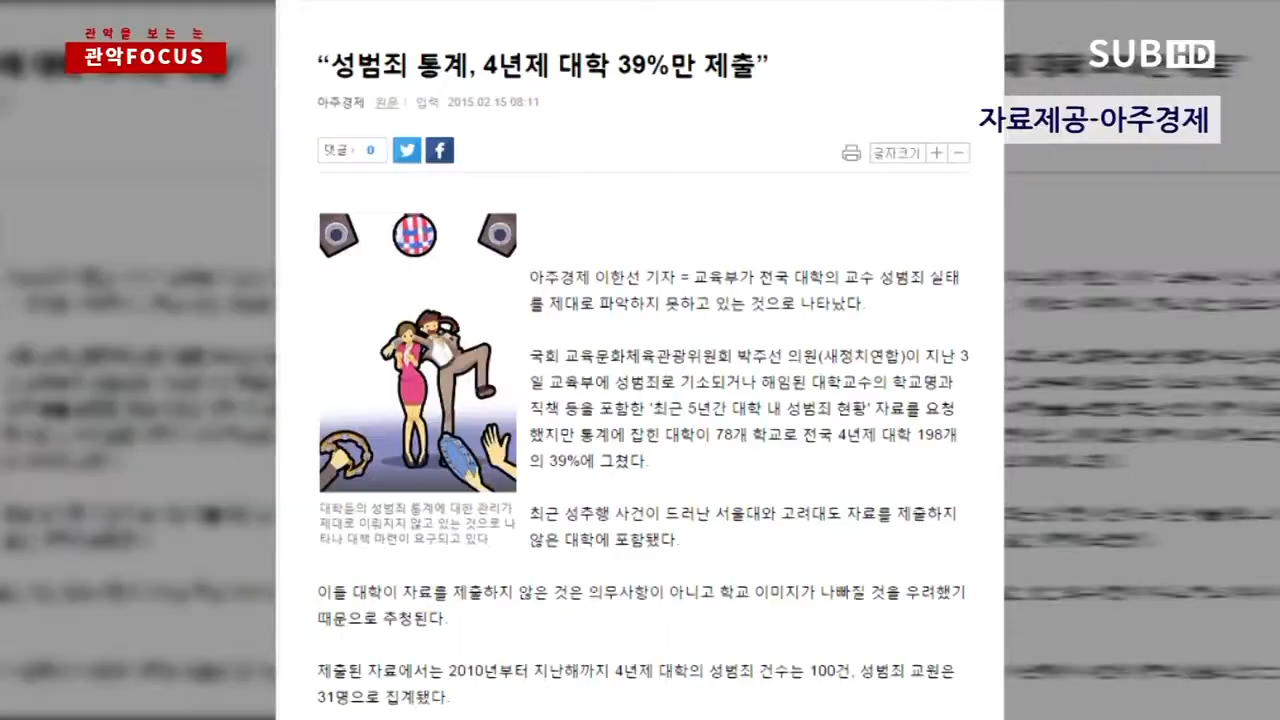 관악을 보는 눈
관악FOCUS
SUB HD
자료제공-아주경제
“성범죄 통계, 4년제 대학 39%만 제출”
아주경제 원문 | 입력 2015.02.15 08:11
댓글 0
글자크기 + -
아주경제 이한선 기자 = 교육부가 전국 대학의 교수 성범죄 실태
를 제대로 파악하지 못하고 있는 것으로 나타났다.
국회 교육문화체육관광위원회 박주선 의원(새정치연합)이 지난 3
일 교육부에 성범죄로 기소되거나 해임된 대학교수의 학교명과
직책 등을 포함한 '최근 5년간 대학 내 성범죄 현황' 자료를 요청
했지만 통계에 잡힌 대학이 78개 학교로 전국 4년제 대학 198개
의 39%에 그쳤다.
최근 성추행 사건이 드러난 서울대와 고려대도 자료를 제출하지
않은 대학에 포함됐다.
대학들의 성범죄 통계에 대한 관리가
제대로 이뤄지지 않고 있는 것으로 나
타나 대책 마련이 요구되고 있다
이들 대학이 자료를 제출하지 않은 것은 의무사항이 아니고 학교 이미지가 나빠질 것을 우려했기
때문으로 추정된다.
제출된 자료에서는 2010년부터 지난해까지 4년제 대학의 성범죄 건수는 100건, 성범죄 교원은
31명으로 집계됐다.